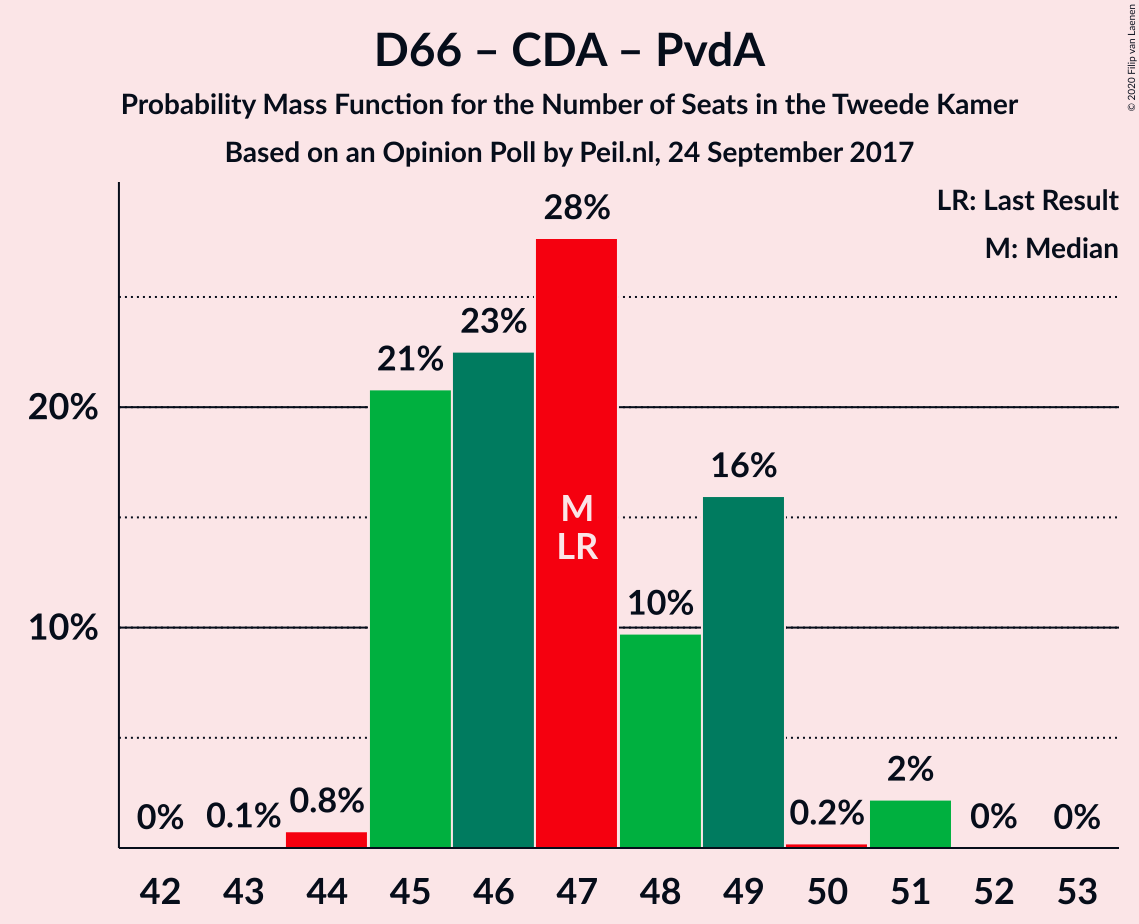 D66 – CDA – PvdA
Probability Mass Function for the Number of Seats in the Tweede Kamer
Based on an Opinion Poll by Peil.nl, 24 September 2017
© 2020 Filip van Laenen
LR: Last Result
M: Median
20%
10%
0%
0.1%
0.8%
21%
23%
28%
M
LR
10%
16%
0.2%
2%
0%
0%
42 43 44 45 46 47 48 49 50 51 52 53